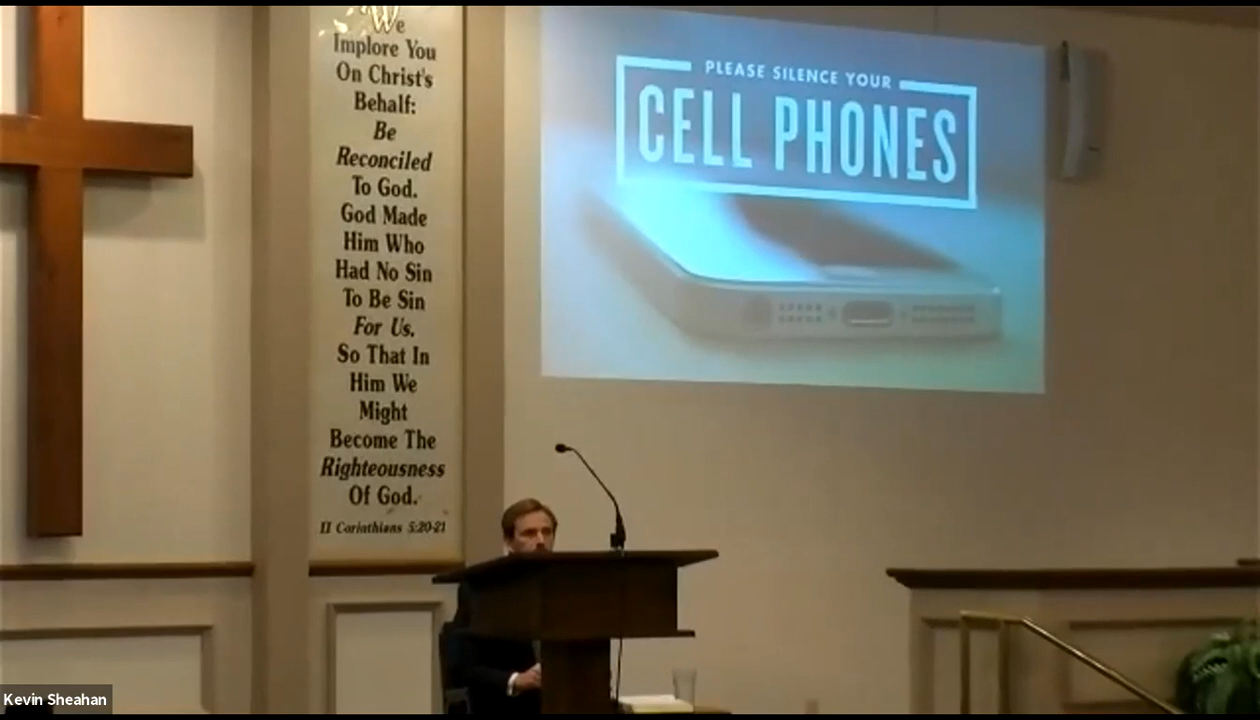 We
Implore You
On Christ's
Behalf:
Be
Reconciled
To God.
God Made
Him Who
Had No Sin
To Be Sin
For Us.
So That In
Him We
Might
Become The
Righteousness
Of God.
II Corinthians 5:20-21
PLEASE SILENCE YOUR
CELL PHONES
Kevin Sheahan